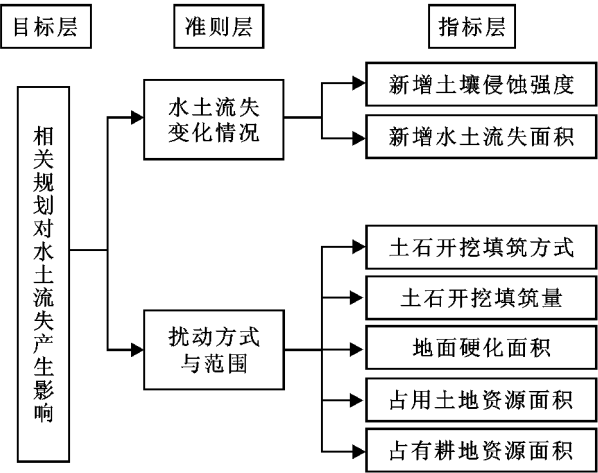 目标层
准则层
指标层
相关规划对水土流失产生影响
水土流失
变化情况
新增土壤侵蚀强度
新增水土流失面积
扰动方式
与范围
土石开挖填筑方式
土石开挖填筑量
地面硬化面积
占用土地资源面积
占有耕地资源面积